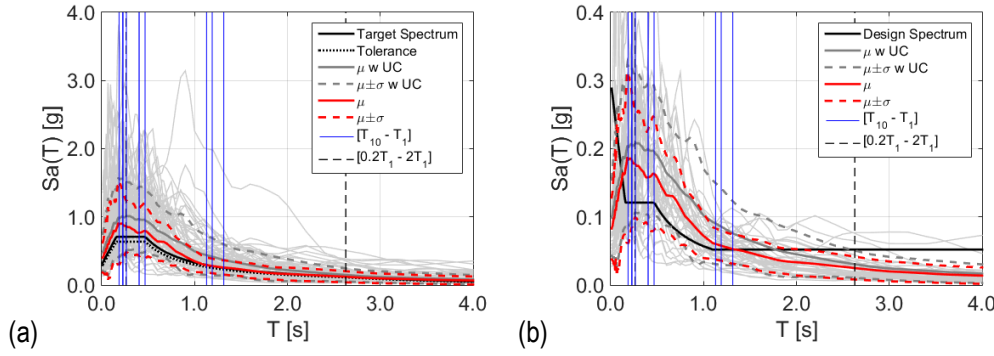 4.0
3.0
2.0
1.0
0.0
Sa(T) [g]
0.0
1.0
2.0
3.0
4.0
T [s]
Target Spectrum
Tolerance
μ w UC
μ±σ w UC
μ
μ±σ
[T10 - T1]
[0.2T1 - 2T1]
(a)
0.4
0.3
0.2
0.1
0.0
Sa(T) [g]
0.0
1.0
2.0
3.0
4.0
T [s]
Design Spectrum
μ w UC
μ±σ w UC
μ
μ±σ
[T10 - T1]
[0.2T1 - 2T1]
(b)